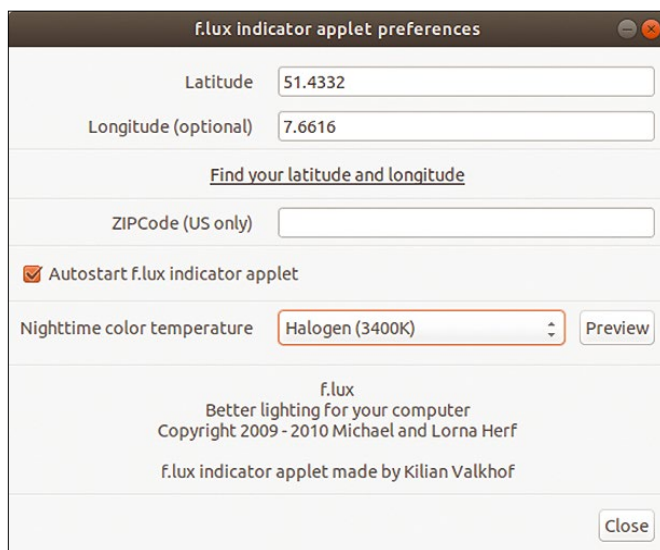 f.lux indicator applet preferences
Latitude 51.4332
Longitude (optional) 7.6616
Find your latitude and longitude
ZIPCode (US only)
Autostart f.lux indicator applet
Nighttime color temperature Halogen (3400K) Preview
f.lux
Better lighting for your computer
Copyright 2009 - 2010 Michael and Lorna Herf
f.lux indicator applet made by Kilian Valkhof
Close